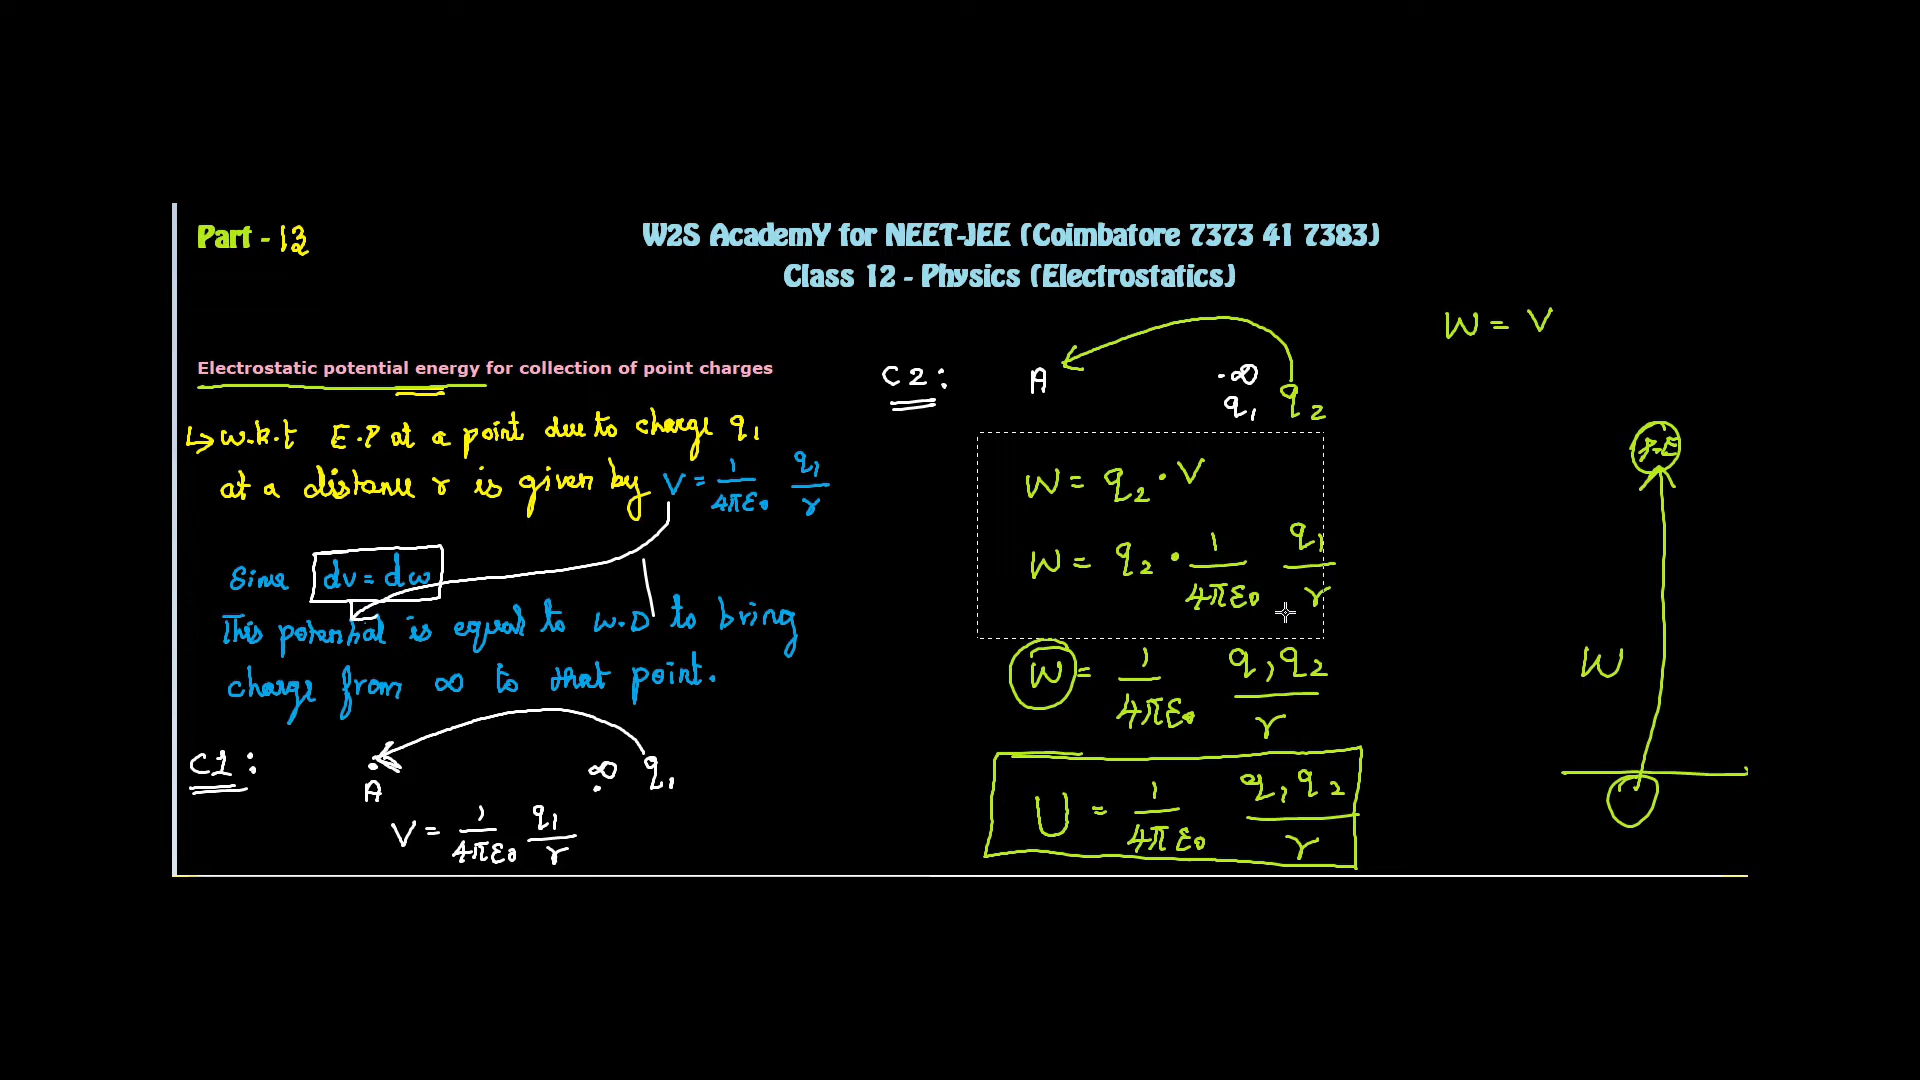 Part - 13
W2S AcademY for NEET-JEE (Coimbatore 7373 41 7383)
Class 12 - Physics (Electrostatics)
Electrostatic potential energy for collection of point charges
↳ w.k.t E.P at a point due to charge q₁
at a distance r is given by V = 1/4πε₀ q₁/r
Since dv = dw
This potential is equal to W.D to bring
charge from ∞ to that point.
C1:
A ∞ q₁
V = 1/4πε₀ q₁/r
C2:
A ∞ q₂
q₁
W = q₂ · V
W = q₂ · 1/4πε₀ q₁/r
W = 1/4πε₀ q₁q₂/r
U = 1/4πε₀ q₁q₂/r
W = V
P.E
W